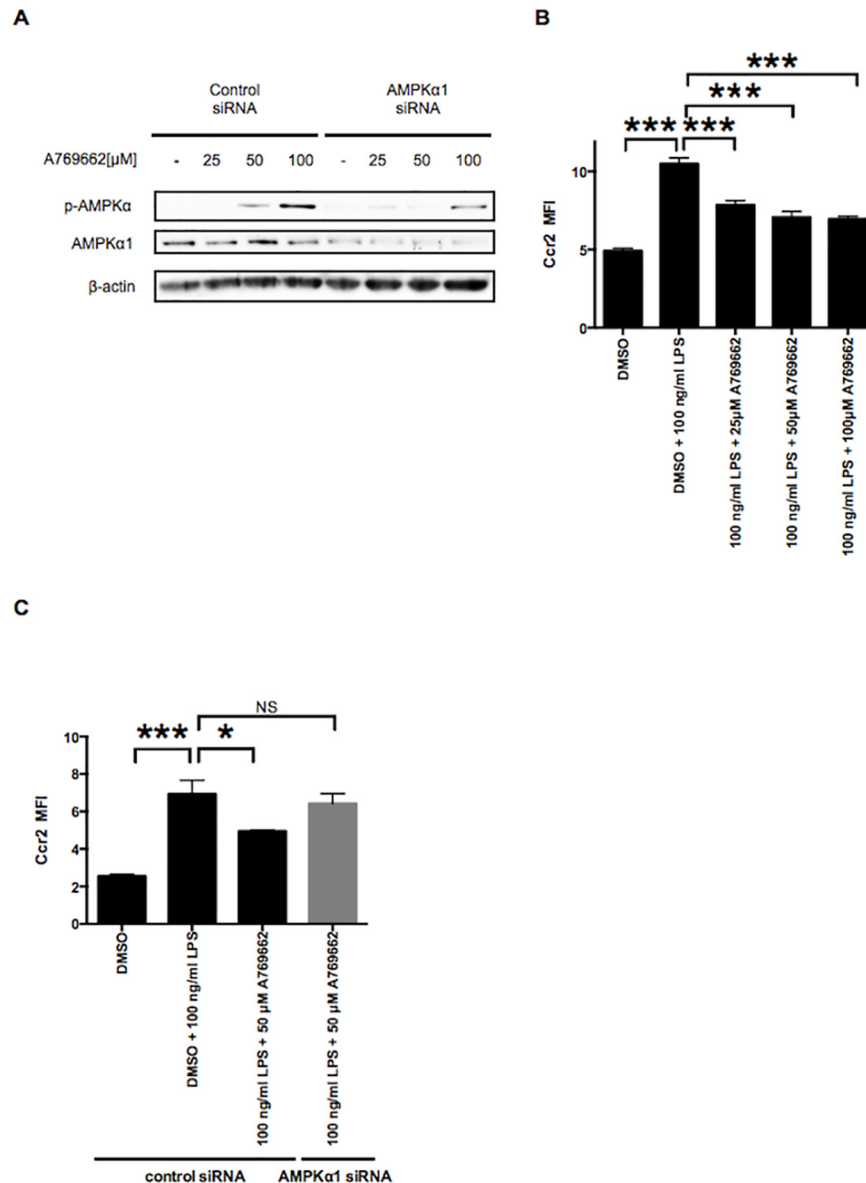 A
Control
siRNA
AMPKα1
siRNA
A769662[µM] - 25 50 100 - 25 50 100
p-AMPKα
AMPKα1
β-actin
B
***
***
*** ***
Ccr2 MFI
10
5
0
DMSO
DMSO + 100 ng/ml LPS
100 ng/ml LPS + 25µM A769662
100 ng/ml LPS + 50µM A769662
100 ng/ml LPS + 100µM A769662
C
NS
*** *
Ccr2 MFI
10
8
6
4
2
0
DMSO
DMSO + 100 ng/ml LPS
100 ng/ml LPS + 50 µM A769662
100 ng/ml LPS + 50 µM A769662
control siRNA AMPKα1 siRNA